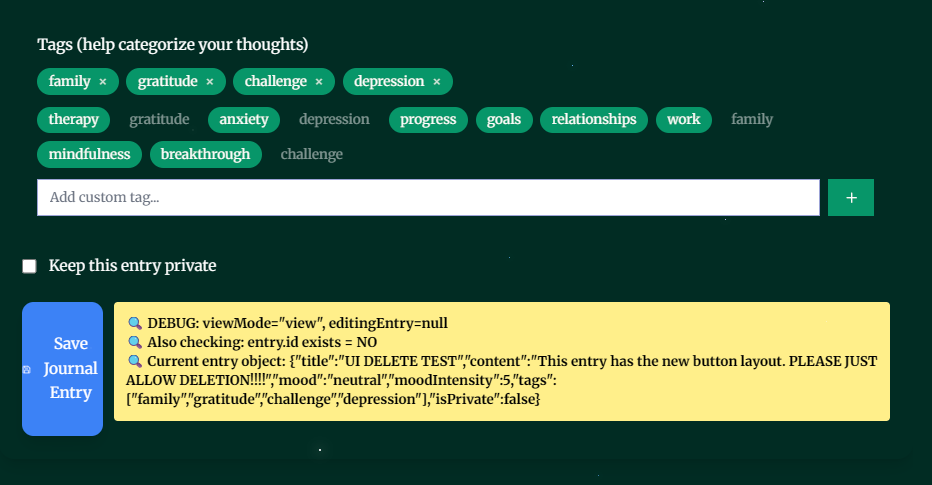 Tags (help categorize your thoughts)
family × gratitude × challenge × depression ×
therapy gratitude anxiety depression progress goals relationships work family
mindfulness breakthrough challenge
Add custom tag...
+
Keep this entry private
Save
Journal
Entry
🔍 DEBUG: viewMode="view", editingEntry=null
🔍 Also checking: entry.id exists = NO
🔍 Current entry object: {"title":"UI DELETE TEST","content":"This entry has the new button layout. PLEASE JUST
ALLOW DELETION!!!!","mood":"neutral","moodIntensity":5,"tags":
["family","gratitude","challenge","depression"],"isPrivate":false}